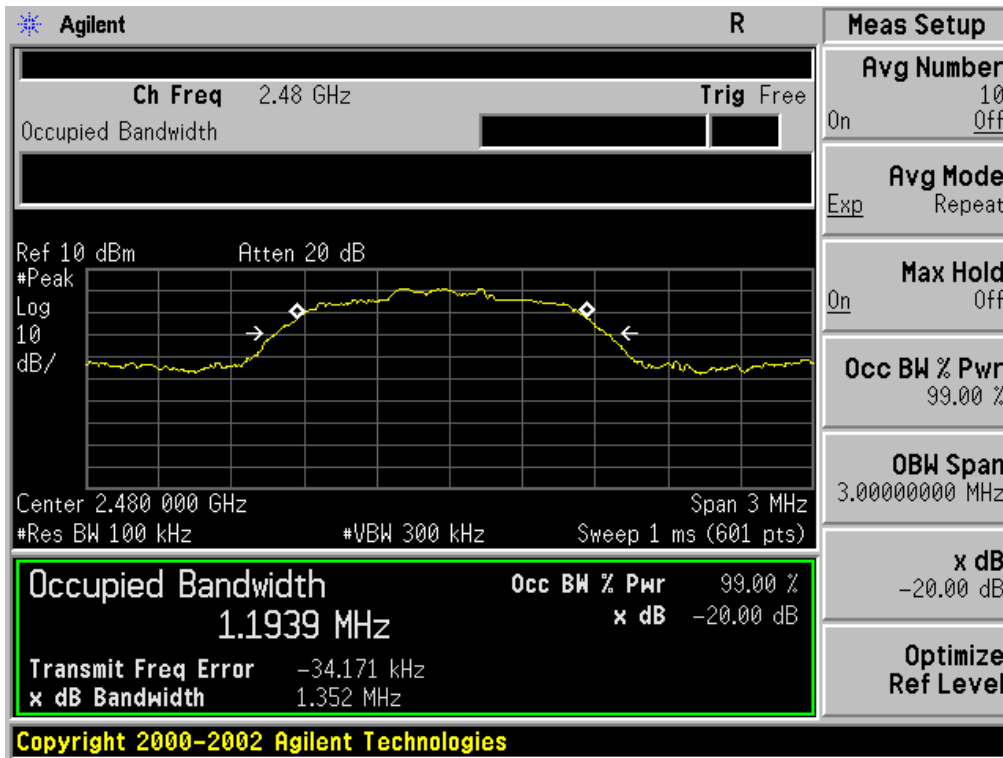 Agilent R
Ch Freq 2.48 GHz Trig Free
Occupied Bandwidth
Ref 10 dBm Atten 20 dB
#Peak
Log
10
dB/
Center 2.480 000 GHz Span 3 MHz
#Res BW 100 kHz #VBW 300 kHz Sweep 1 ms (601 pts)
Occupied Bandwidth Occ BW % Pwr 99.00 %
1.1939 MHz x dB -20.00 dB
Transmit Freq Error -34.171 kHz
x dB Bandwidth 1.352 MHz
Copyright 2000-2002 Agilent Technologies
Meas Setup
Avg Number
10
On Off
Avg Mode
Exp Repeat
Max Hold
On Off
Occ BW % Pwr
99.00 %
OBW Span
3.00000000 MHz
x dB
-20.00 dB
Optimize
Ref Level